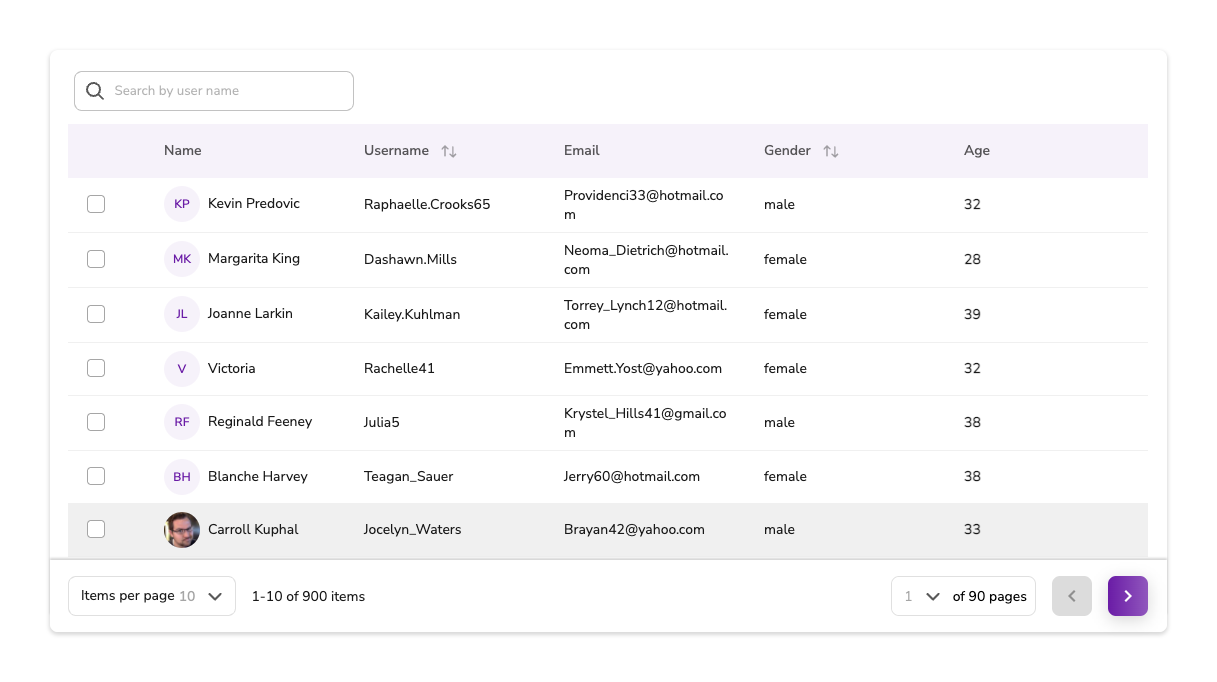 Search by user name
Name Username Email Gender Age
KP Kevin Predovic Raphaelle.Crooks65 Providenci33@hotmail.co male 32
m
MK Margarita King Dashawn.Mills Neoma_Dietrich@hotmail. female 28
com
JL Joanne Larkin Kailey.Kuhlman Torrey_Lynch12@hotmail. female 39
com
V Victoria Rachelle41 Emmett.Yost@yahoo.com female 32
RF Reginald Feeney Julia5 Krystel_Hills41@gmail.co male 38
m
BH Blanche Harvey Teagan_Sauer Jerry60@hotmail.com female 38
Carroll Kuphal Jocelyn_Waters Brayan42@yahoo.com male 33
Items per page 10 1-10 of 900 items 1 of 90 pages